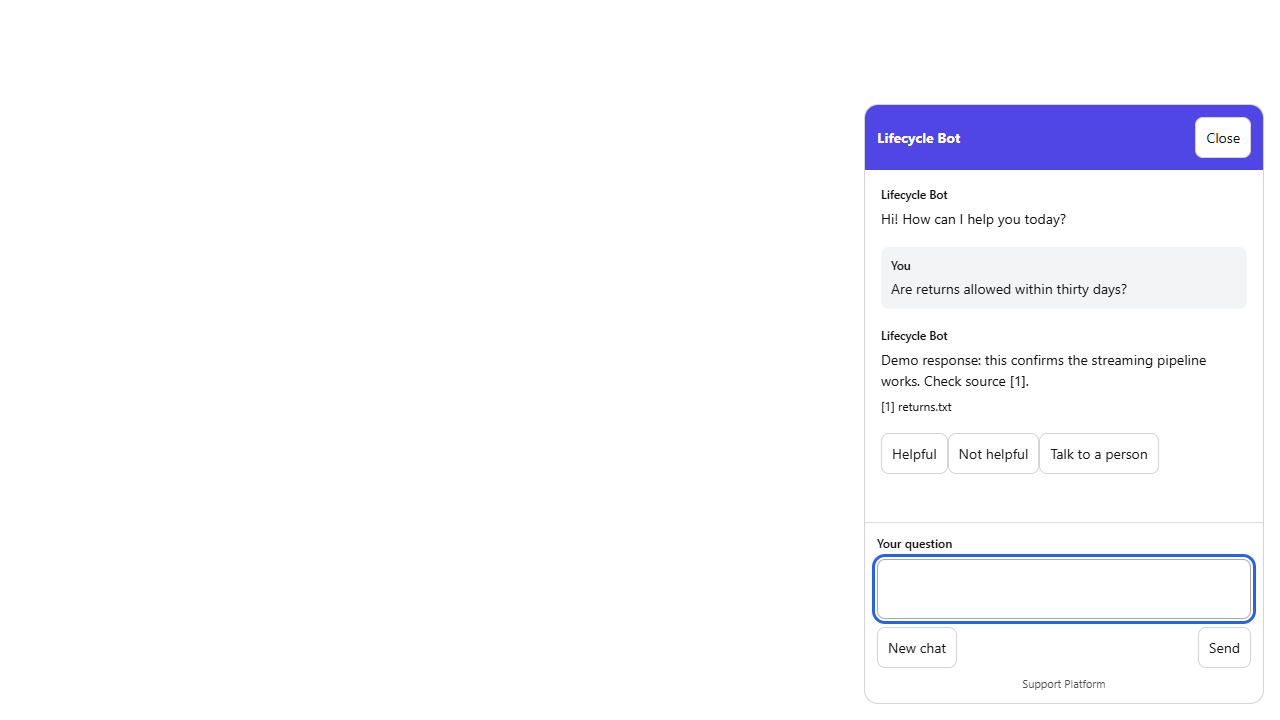 Lifecycle Bot
Close
Lifecycle Bot
Hi! How can I help you today?
You
Are returns allowed within thirty days?
Lifecycle Bot
Demo response: this confirms the streaming pipeline
works. Check source [1].
[1] returns.txt
Helpful
Not helpful
Talk to a person
Your question
New chat
Send
Support Platform